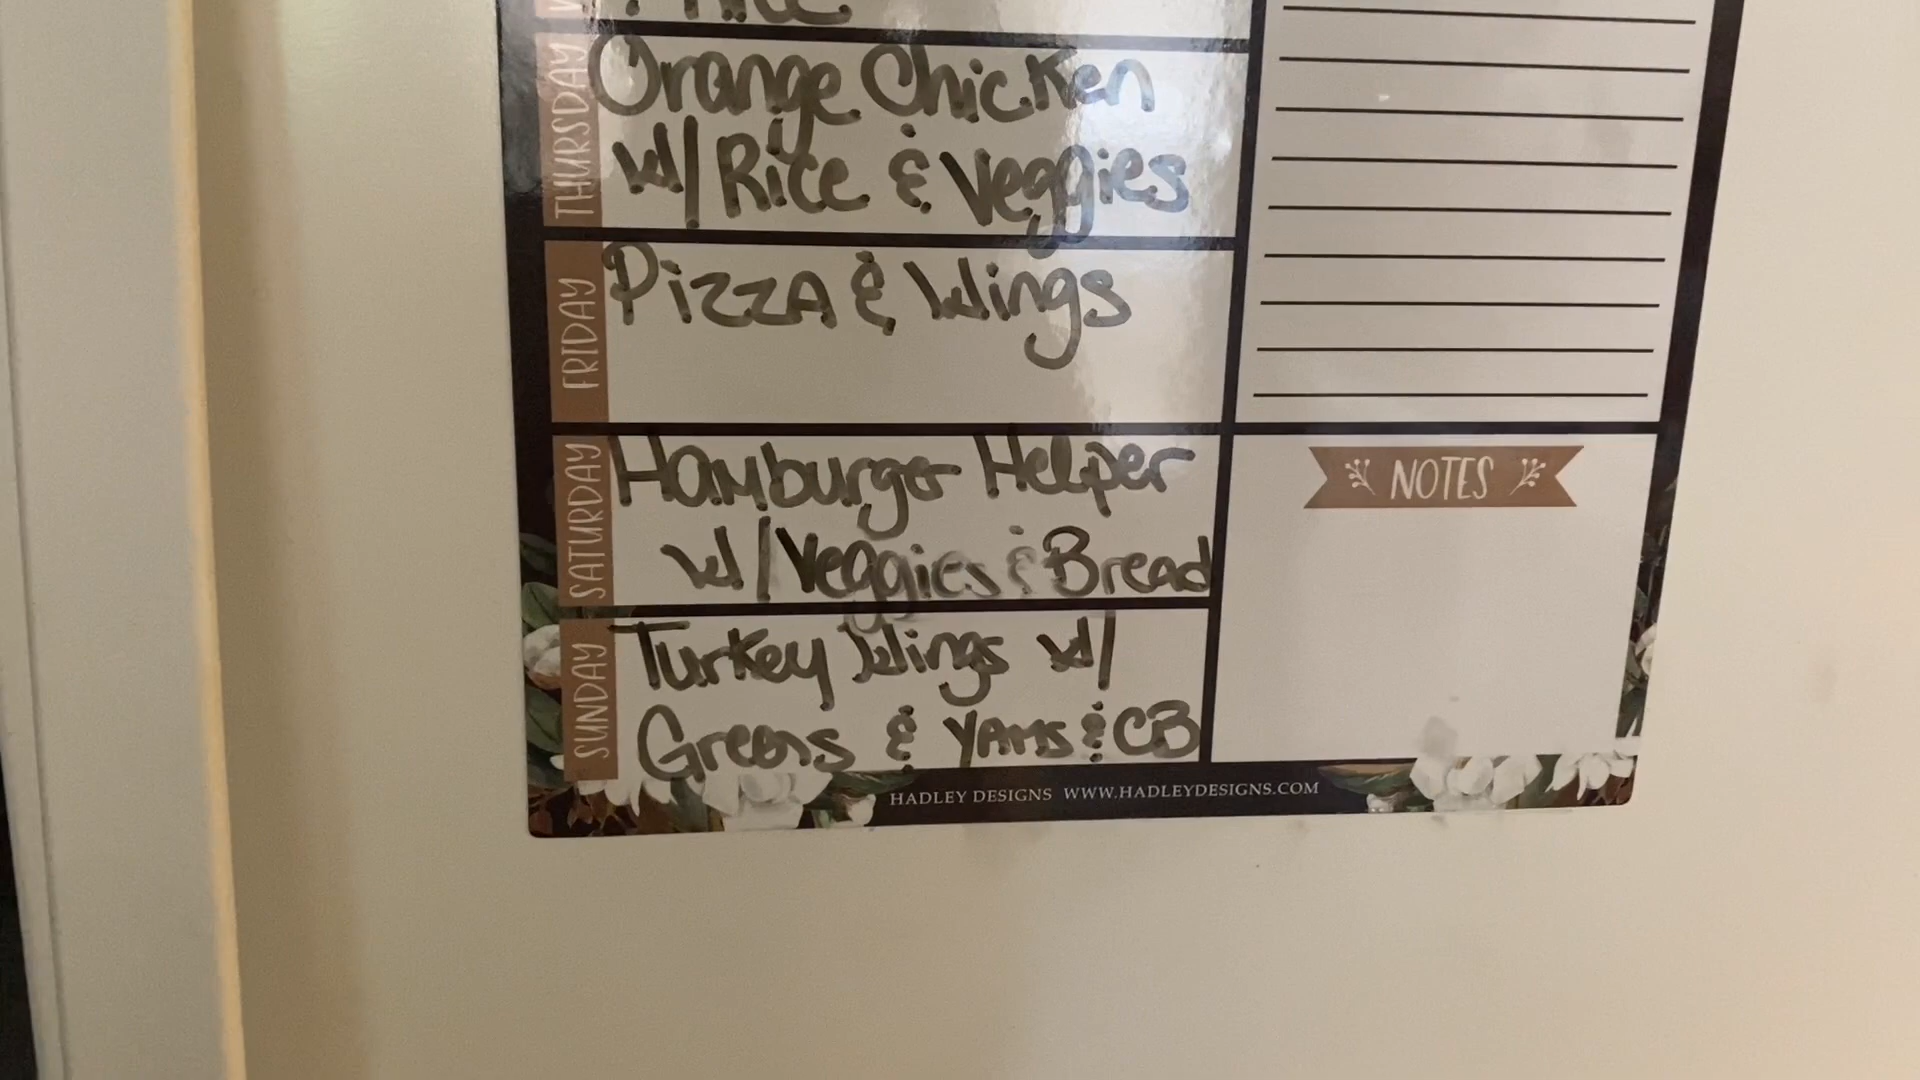 THURSDAY
Orange Chicken
w/ Rice & Veggies
FRIDAY
PizzA & Wings
SATURDAY
Hamburger Helper
w/ Veggies & Bread
SUNDAY
Turkey Wings w/
Greens & YAMS & CB
NOTES
HADLEY DESIGNS WWW.HADLEYDESIGNS.COM